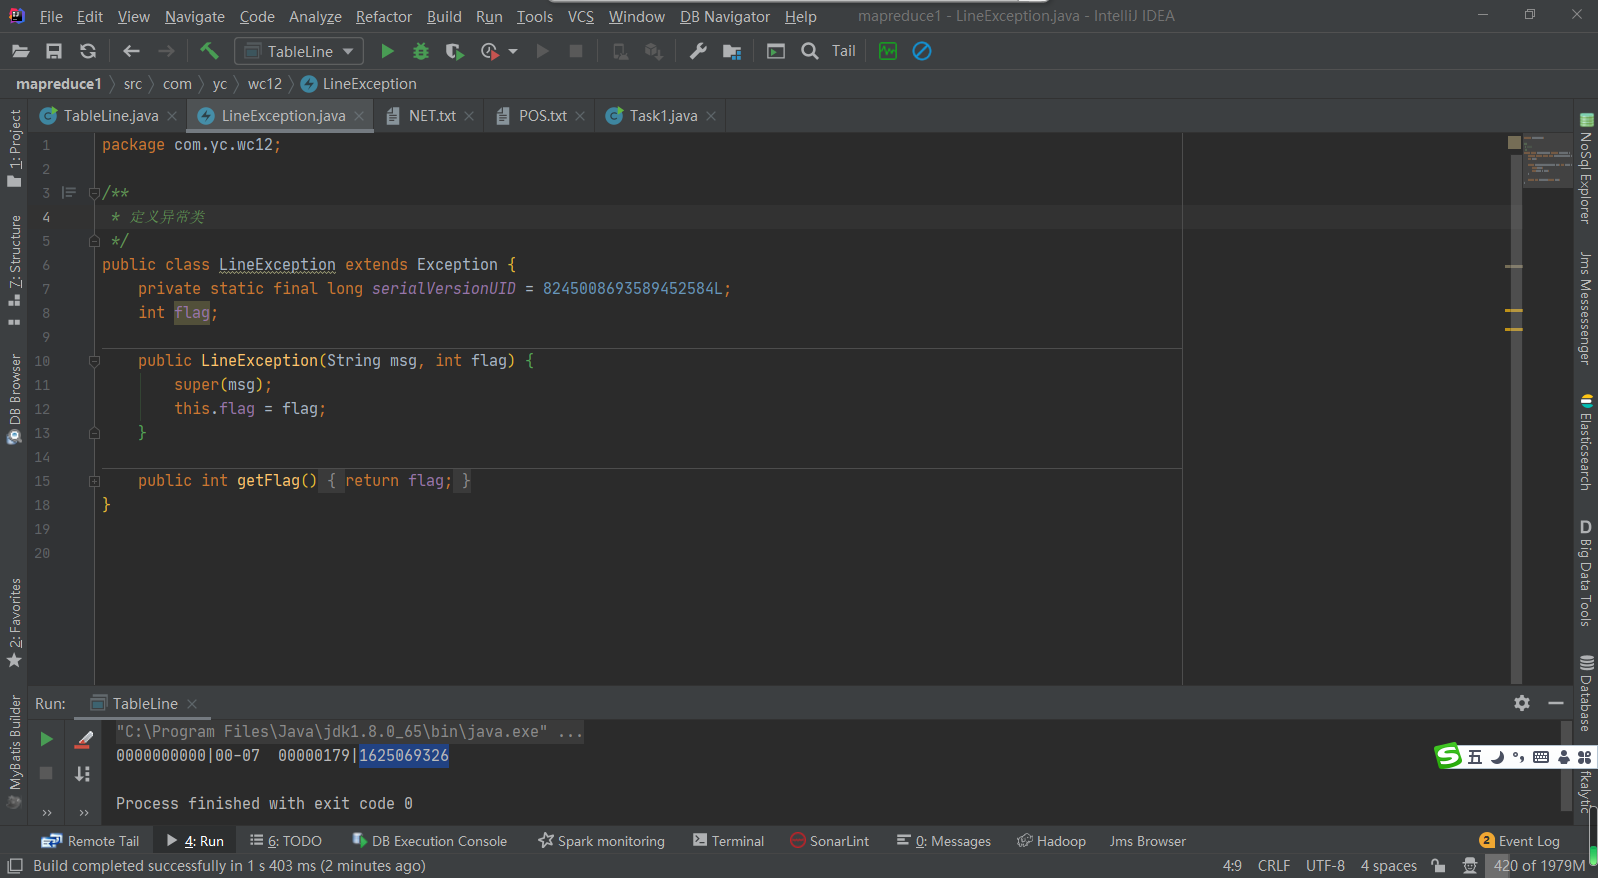 File Edit View Navigate Code Analyze Refactor Build Run Tools VCS Window DB Navigator Help mapreduce1 - LineException.java - IntelliJ IDEA
TableLine Tail
mapreduce1 src com yc wc12 LineException
TableLine.java LineException.java NET.txt POS.txt Task1.java
1 package com.yc.wc12;
2
3 /**
4 * 定义异常类
5 */
6 public class LineException extends Exception {
7 private static final long serialVersionUID = 8245008693589452584L;
8 int flag;
9
10 public LineException(String msg, int flag) {
11 super(msg);
12 this.flag = flag;
13 }
14
15 public int getFlag() { return flag; }
18 }
19
20
1: Project
7: Structure
DB Browser
2: Favorites
MyBatis Builder
NoSql Explorer
Jms Messessenger
Elasticsearch
D Big Data Tools
Database
fkalytic
Run: TableLine
"C:\Program Files\Java\jdk1.8.0_65\bin\java.exe" ...
0000000000|00-07 00000179|1625069326
Process finished with exit code 0
S 五
Remote Tail 4: Run 6: TODO DB Execution Console Spark monitoring Terminal SonarLint 0: Messages Hadoop Jms Browser 2 Event Log
Build completed successfully in 1 s 403 ms (2 minutes ago) 4:9 CRLF UTF-8 4 spaces 420 of 1979M